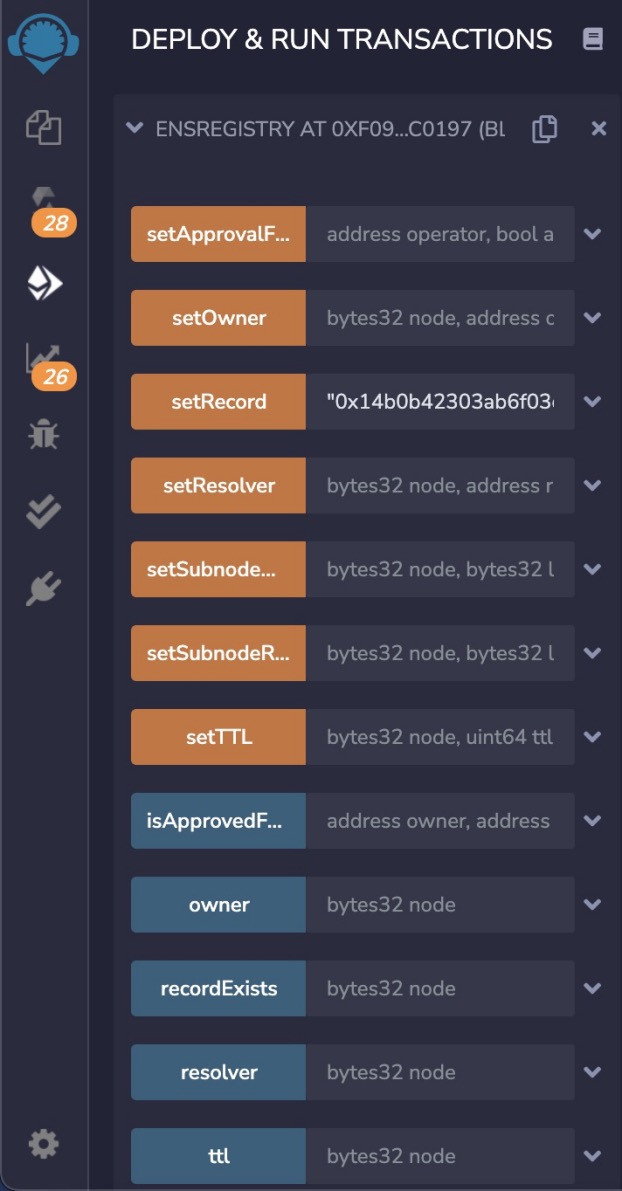 DEPLOY & RUN TRANSACTIONS
ENSREGISTRY AT 0XF09...C0197 (BL
setApprovalF... address operator, bool a
28
setOwner bytes32 node, address c
setRecord "0x14b0b42303ab6f03
26
setResolver bytes32 node, address r
setSubnode... bytes32 node, bytes32 l
setSubnodeR... bytes32 node, bytes32 l
setTTL bytes32 node, uint64 ttl
isApprovedF... address owner, address
owner bytes32 node
recordExists bytes32 node
resolver bytes32 node
ttl bytes32 node